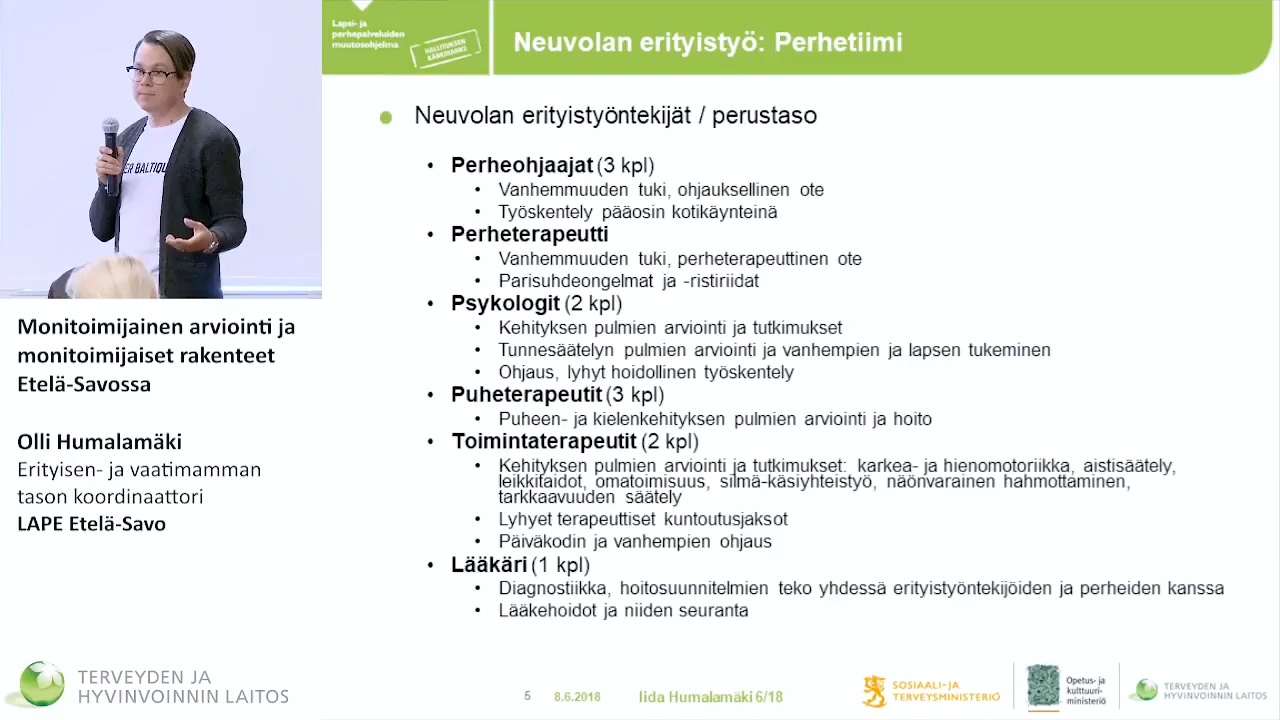 Lapsi- ja
perhepalveluiden
muutosohjelma
HALLITUKSEN
KÄRKIHANKE
Neuvolan erityistyö: Perhetiimi
Neuvolan erityistyöntekijät / perustaso
Perheohjaajat (3 kpl)
Vanhemmuuden tuki, ohjauksellinen ote
Työskentely pääosin kotikäynteinä
Perheterapeutti
Vanhemmuuden tuki, perheterapeuttinen ote
Parisuhdeongelmat ja -ristiriidat
Psykologit (2 kpl)
Kehityksen pulmien arviointi ja tutkimukset
Tunnesäätelyn pulmien arviointi ja vanhempien ja lapsen tukeminen
Ohjaus, lyhyt hoidollinen työskentely
Puheterapeutit (3 kpl)
Puheen- ja kielenkehityksen pulmien arviointi ja hoito
Toimintaterapeutit (2 kpl)
Kehityksen pulmien arviointi ja tutkimukset: karkea- ja hienomotoriikka, aistisäätely,
leikkitaidot, omatoimisuus, silmä-käsiyhteistyö, näönvarainen hahmottaminen,
tarkkaavuuden säätely
Lyhyet terapeuttiset kuntoutusjaksot
Päiväkodin ja vanhempien ohjaus
Lääkäri (1 kpl)
Diagnostiikka, hoitosuunnitelmien teko yhdessä erityistyöntekijöiden ja perheiden kanssa
Lääkehoidot ja niiden seuranta
BALTIQU
Monitoimijainen arviointi ja
monitoimijaiset rakenteet
Etelä-Savossa
Olli Humalamäki
Erityisen- ja vaatimamman
tason koordinaattori
LAPE Etelä-Savo
TERVEYDEN JA
HYVINVOINNIN LAITOS
5
8.6.2018
Iida Humalamäki 6/18
SOSIAALI- JA
TERVEYSMINISTERIÖ
Opetus- ja
kulttuuri-
ministeriö
TERVEYDEN JA
HYVINVOINNIN LAITOS